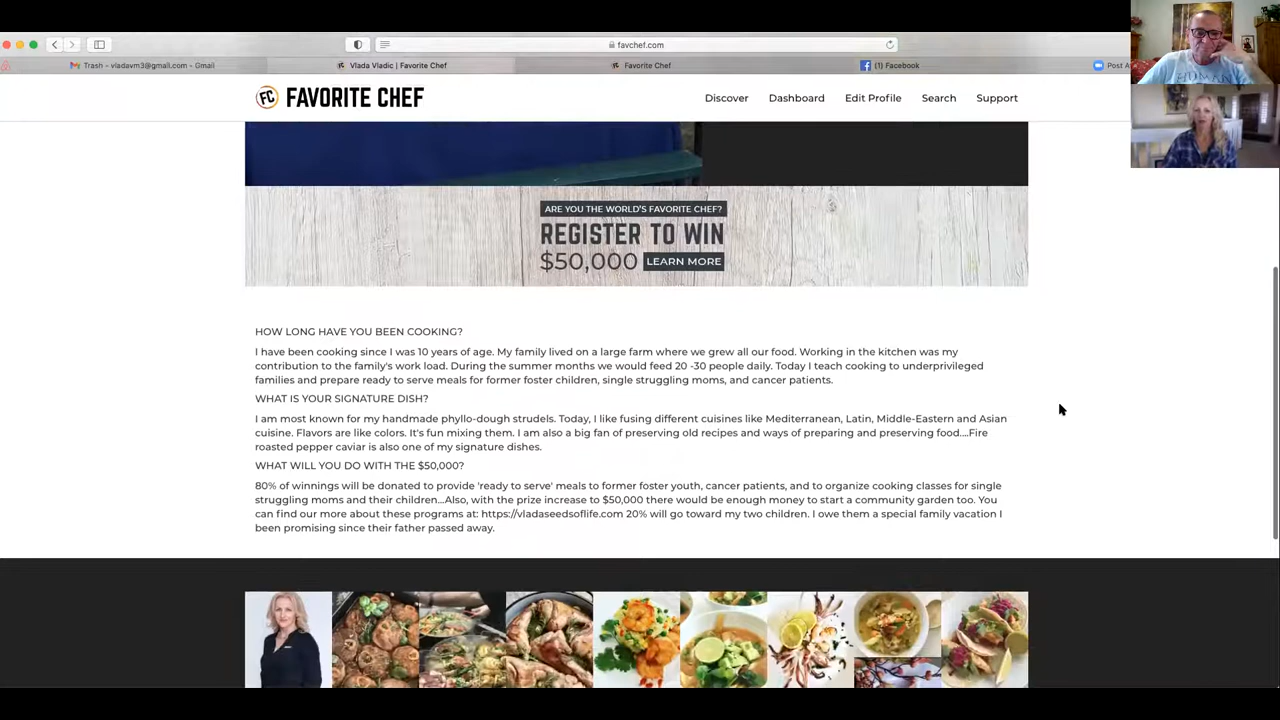 favchef.com
Trash - vladavm3@gmail.com - Gmail
Vlada Vladic | Favorite Chef
Favorite Chef
(1) Facebook
Post A
HUMAN
FC FAVORITE CHEF
Discover
Dashboard
Edit Profile
Search
Support
ARE YOU THE WORLD'S FAVORITE CHEF?
REGISTER TO WIN
$50,000 LEARN MORE
HOW LONG HAVE YOU BEEN COOKING?
I have been cooking since I was 10 years of age. My family lived on a large farm where we grew all our food. Working in the kitchen was my
contribution to the family's work load. During the summer months we would feed 20 -30 people daily. Today I teach cooking to underprivileged
families and prepare ready to serve meals for former foster children, single struggling moms, and cancer patients.
WHAT IS YOUR SIGNATURE DISH?
I am most known for my handmade phyllo-dough strudels. Today, I like fusing different cuisines like Mediterranean, Latin, Middle-Eastern and Asian
cuisine. Flavors are like colors. It's fun mixing them. I am also a big fan of preserving old recipes and ways of preparing and preserving food....Fire
roasted pepper caviar is also one of my signature dishes.
WHAT WILL YOU DO WITH THE $50,000?
80% of winnings will be donated to provide 'ready to serve' meals to former foster youth, cancer patients, and to organize cooking classes for single
struggling moms and their children...Also, with the prize increase to $50,000 there would be enough money to start a community garden too. You
can find our more about these programs at: https://vladaseedsoflife.com 20% will go toward my two children. I owe them a special family vacation I
been promising since their father passed away.